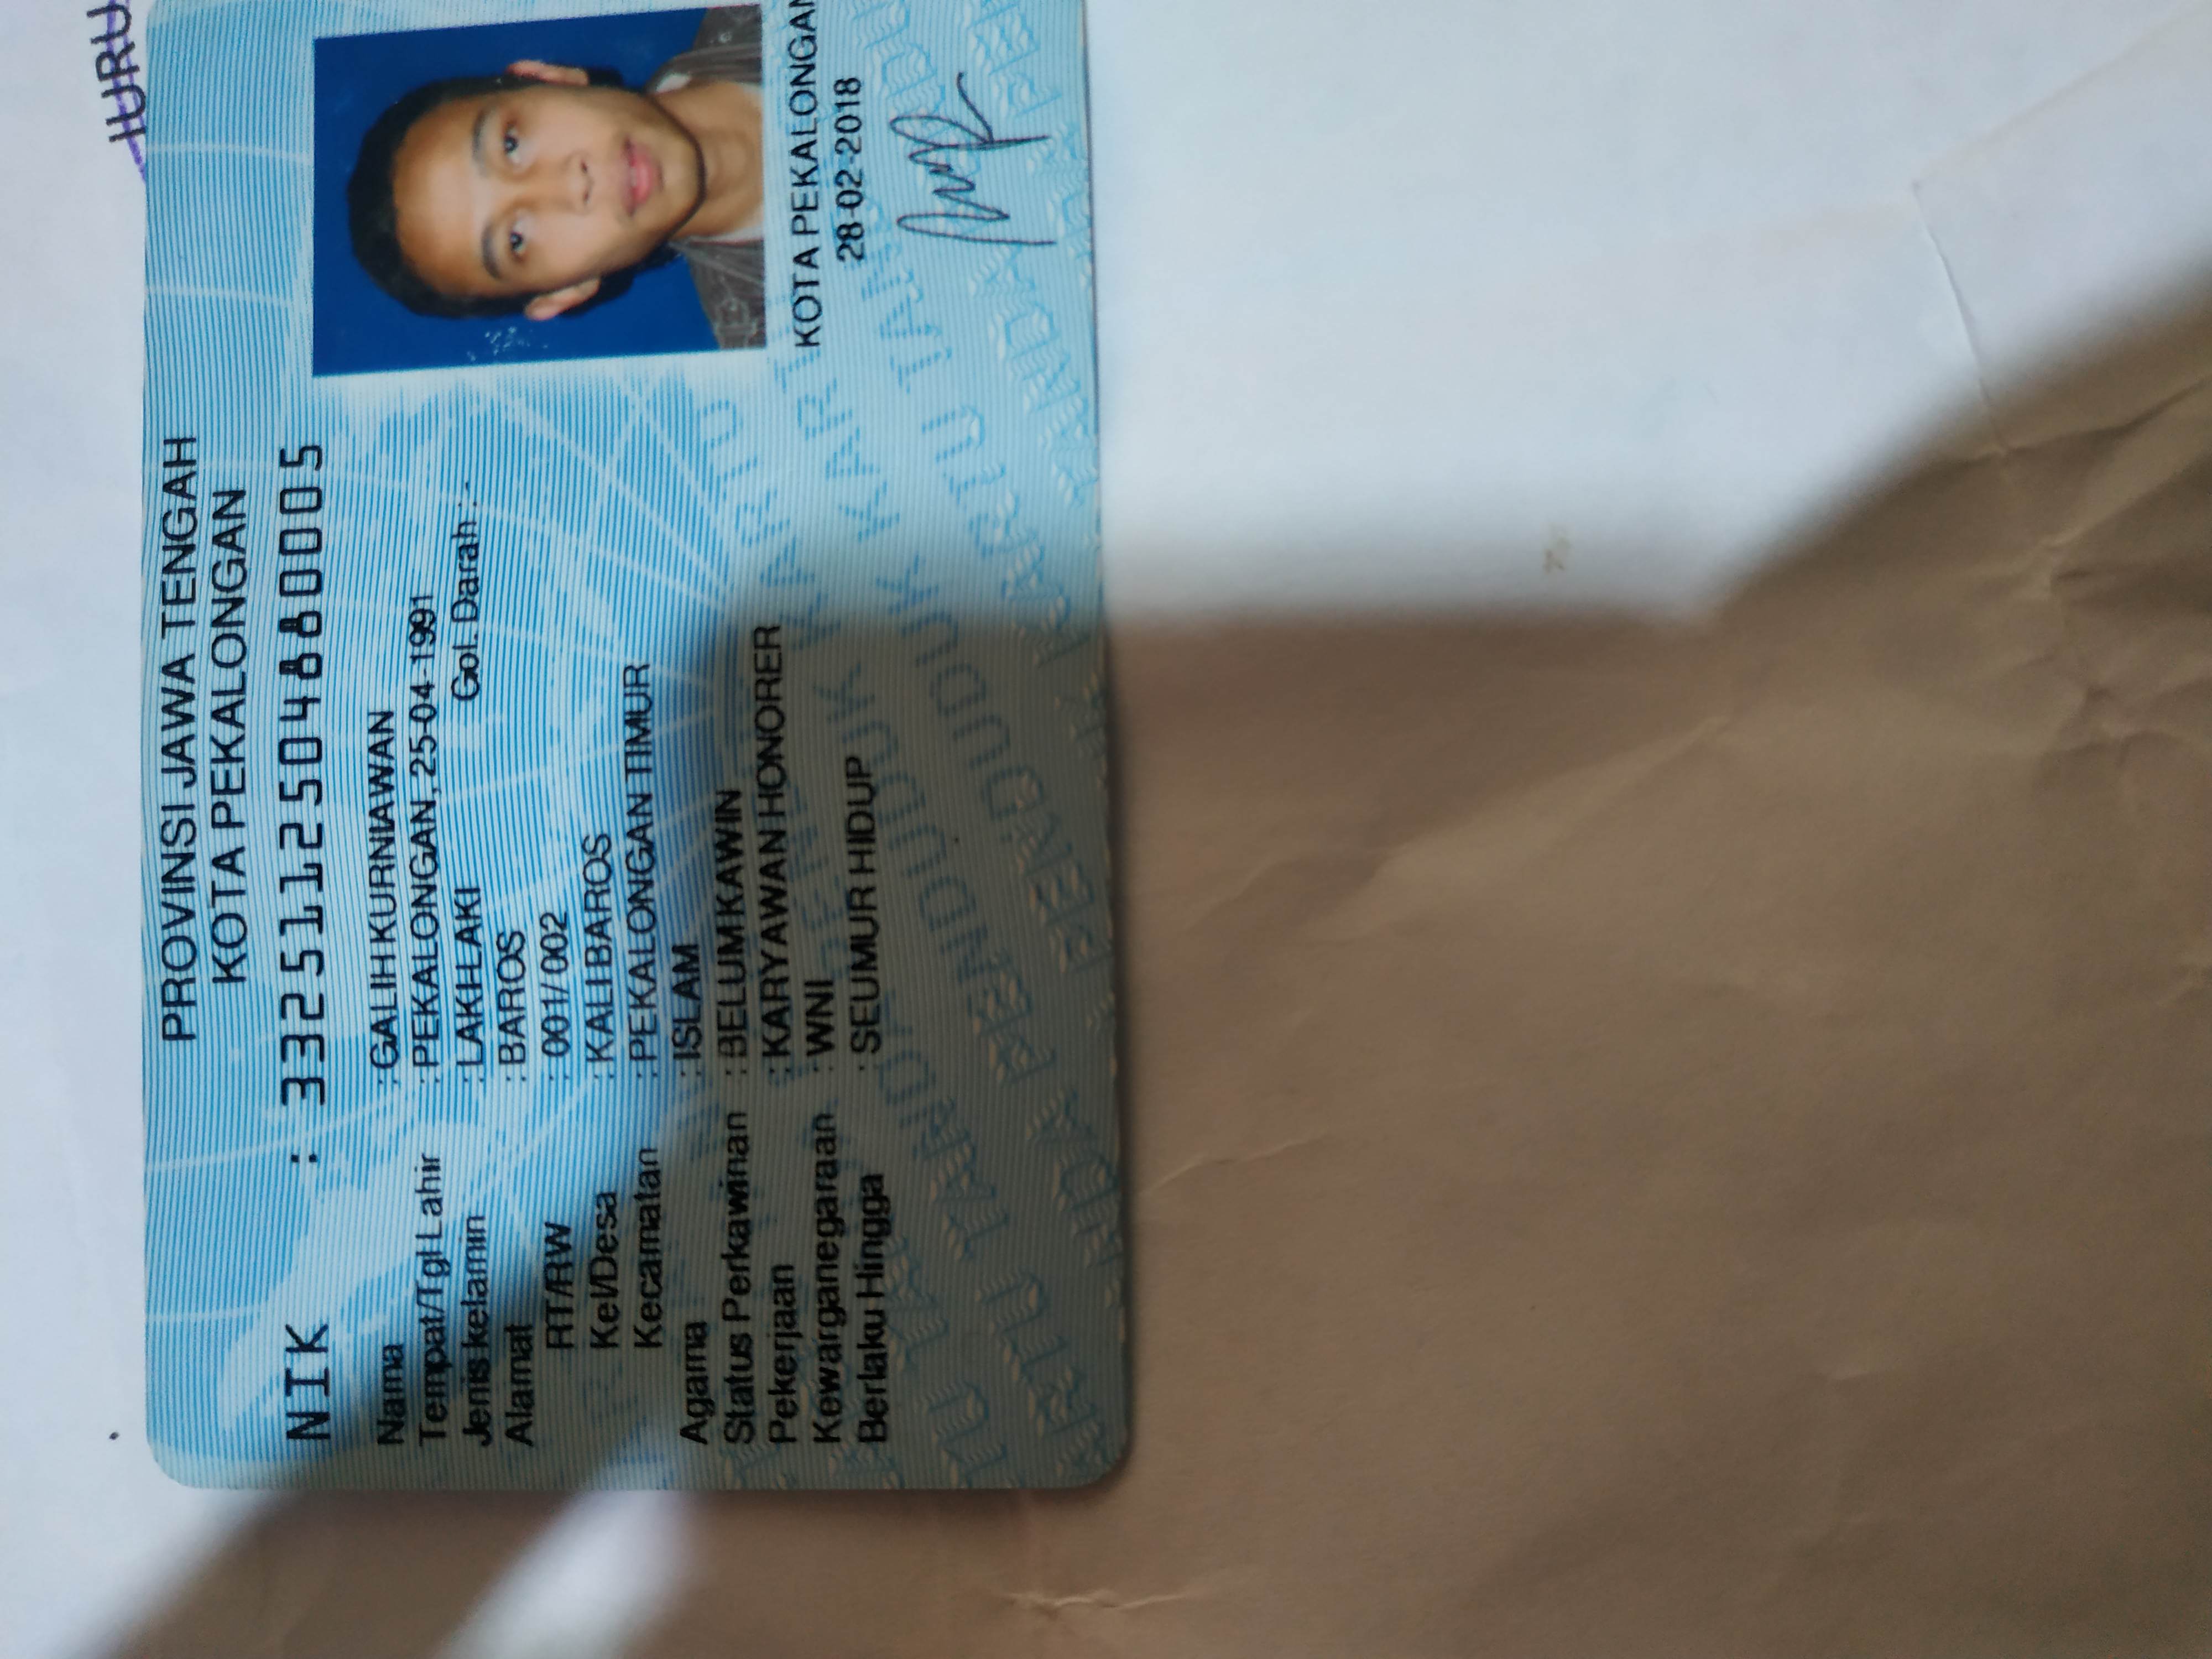 PROVINSI JAWA TENGAH
KOTA PEKALONGAN
NIK : 3325112504880005
Nama : GALIH KURNIAWAN
Tempat/Tgl Lahir : PEKALONGAN, 25-04-1991
Jenis kelamin : LAKI-LAKI Gol. Darah : -
Alamat : BAROS
RT/RW : 001/ 002
Kel/Desa : KALI BAROS
Kecamatan : PEKALONGAN TIMUR
Agama : ISLAM
Status Perkawinan : BELUM KAWIN
Pekerjaan : KARYAWAN HONORER
Kewarganegaraan : WNI
Berlaku Hingga : SEUMUR HIDUP
KOTA PEKALONGAN
28-02-2018